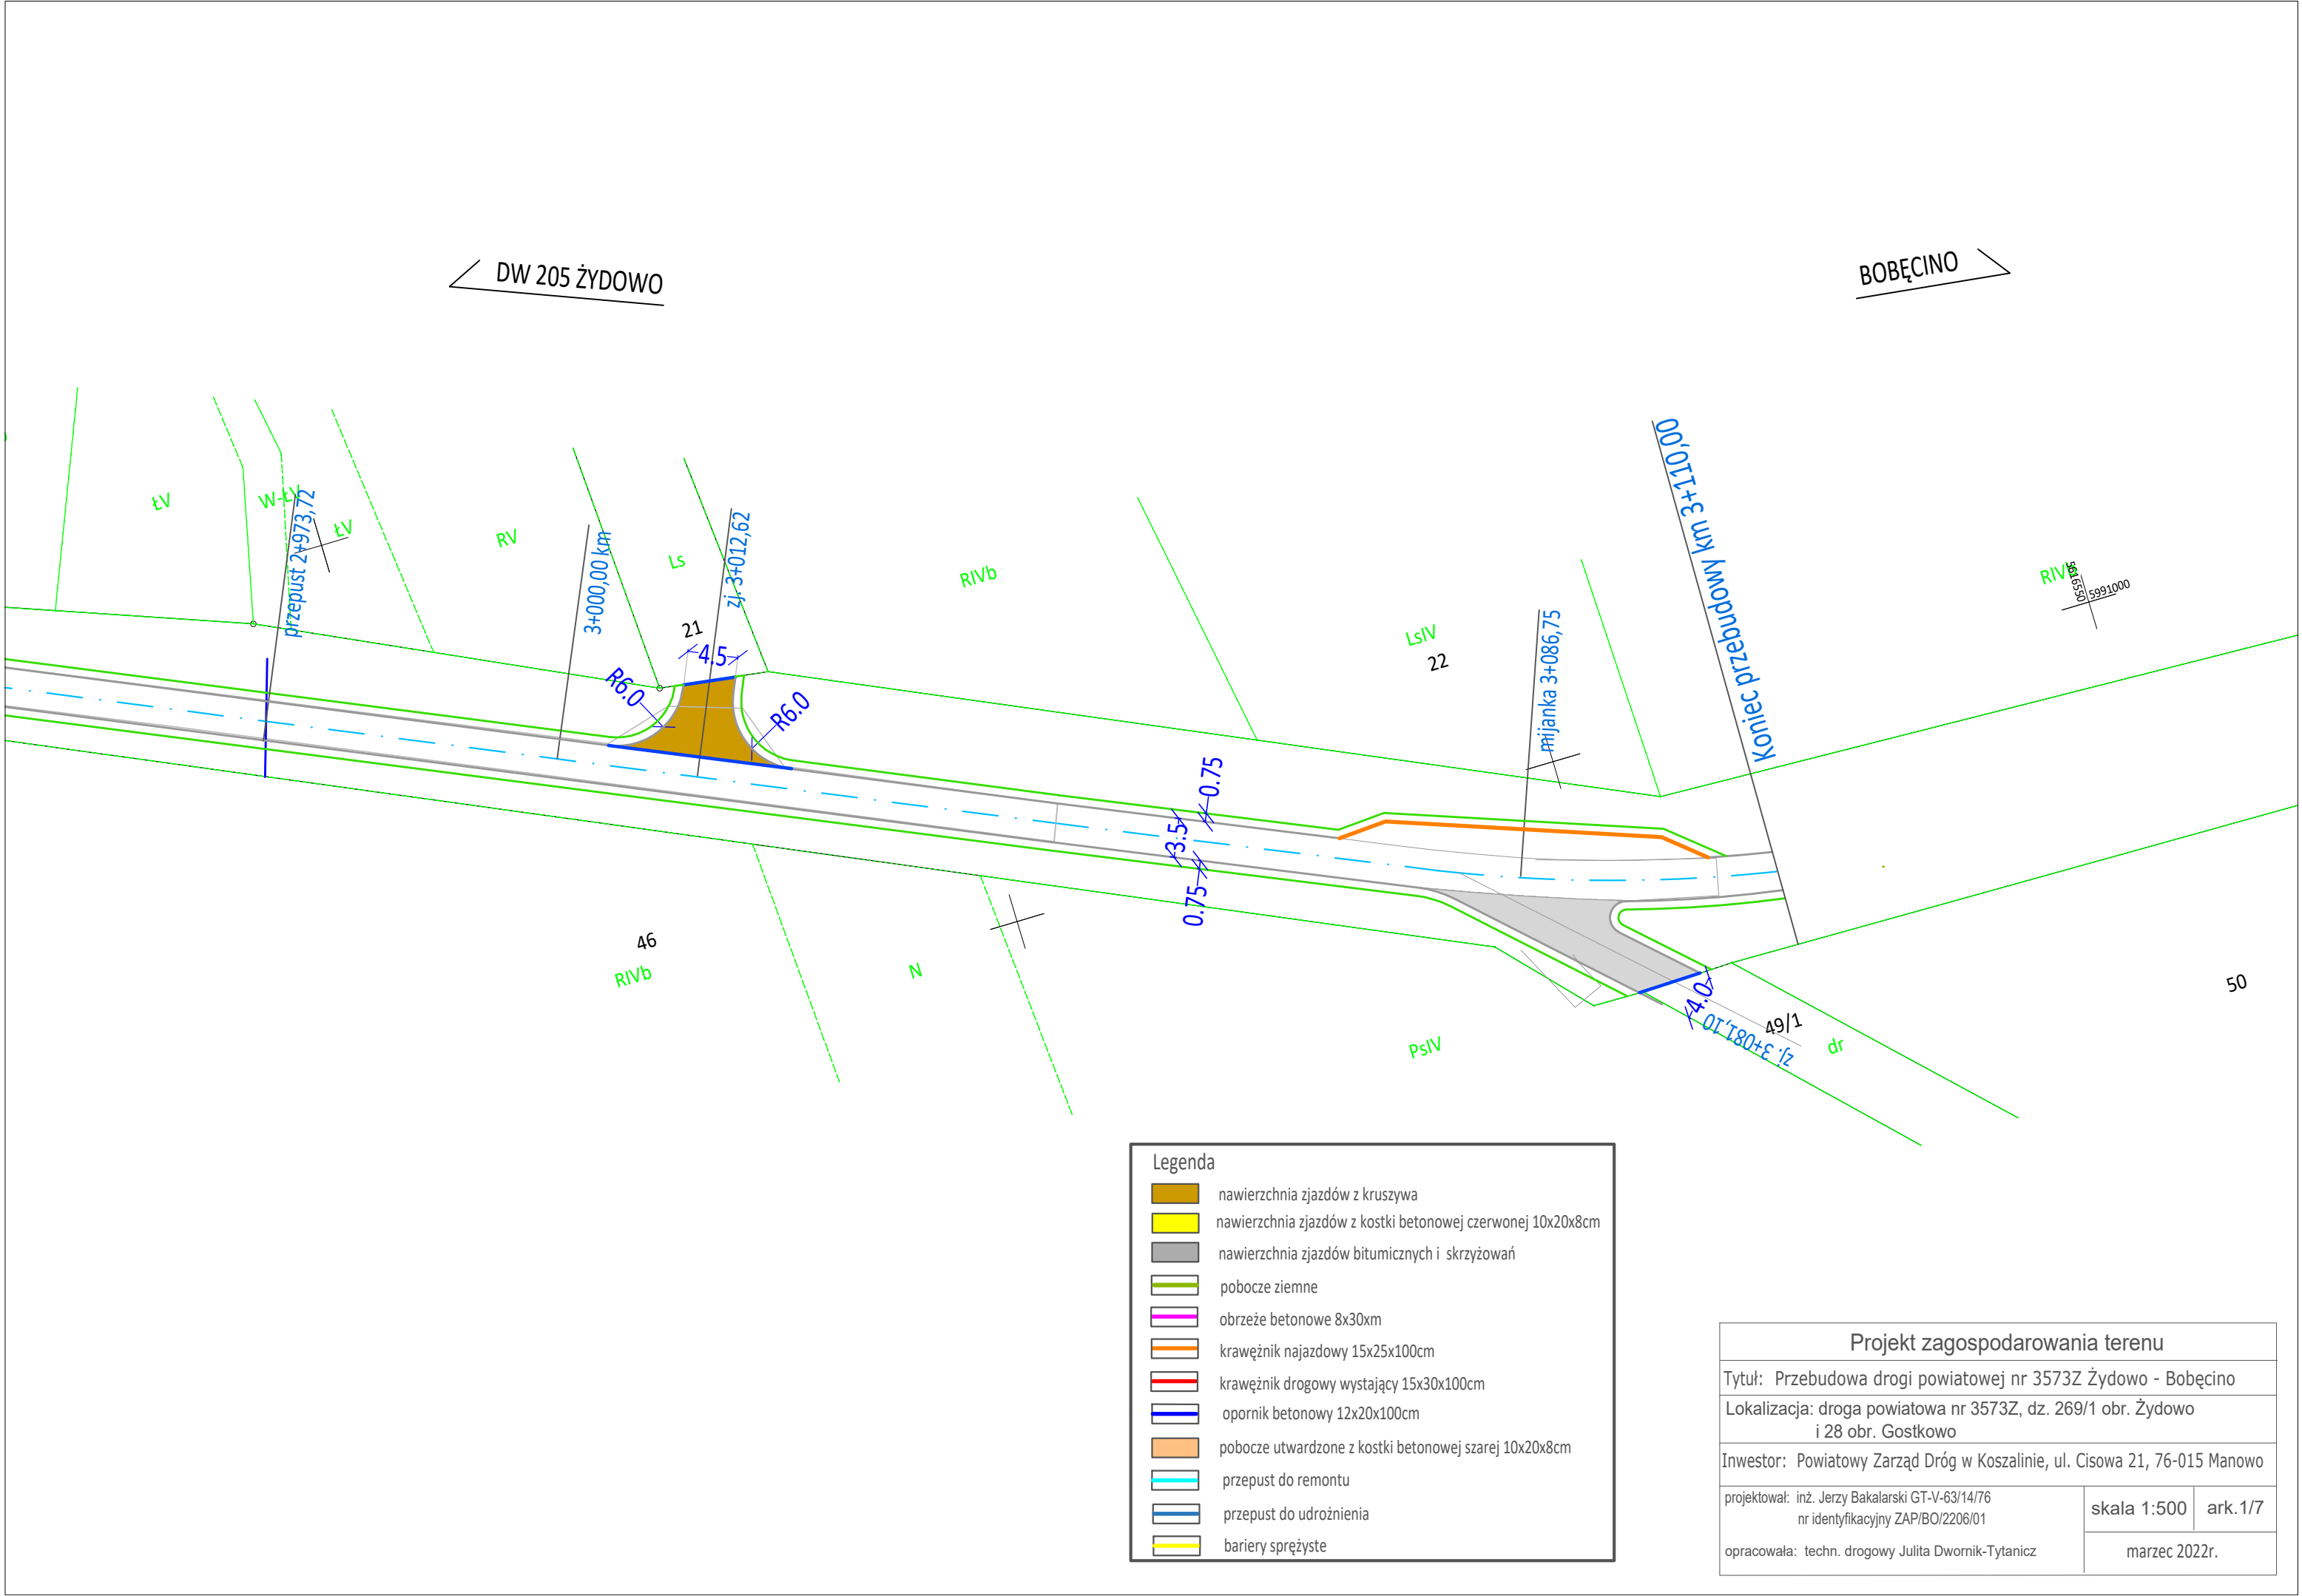 DW 205 ŻYDOWO
BOBĘCINO
ŁV
W-ŁV
ŁV
RV
Ls
RIVb
LsIV
22
przepust 2+973,72
3+000,00 km
zj. 3+012,62
21
4.5
R6.0
R6.0
mijanka 3+086,75
Koniec przebudowy km 3+110,00
RIVb
5616550
5991000
0.75
3.5
0.75
46
RIVb
N
PsIV
4.0
zj. 3+081,10
49/1
dr
50
Legenda
nawierzchnia zjazdów z kruszywa
nawierzchnia zjazdów z kostki betonowej czerwonej 10x20x8cm
nawierzchnia zjazdów bitumicznych i skrzyżowań
pobocze ziemne
obrzeże betonowe 8x30xm
krawężnik najazdowy 15x25x100cm
krawężnik drogowy wystający 15x30x100cm
opornik betonowy 12x20x100cm
pobocze utwardzone z kostki betonowej szarej 10x20x8cm
przepust do remontu
przepust do udrożnienia
bariery sprężyste
Projekt zagospodarowania terenu
Tytuł: Przebudowa drogi powiatowej nr 3573Z Żydowo - Bobęcino
Lokalizacja: droga powiatowa nr 3573Z, dz. 269/1 obr. Żydowo
i 28 obr. Gostkowo
Inwestor: Powiatowy Zarząd Dróg w Koszalinie, ul. Cisowa 21, 76-015 Manowo
projektował: inż. Jerzy Bakalarski GT-V-63/14/76
nr identyfikacyjny ZAP/BO/2206/01
skala 1:500
ark.1/7
opracowała: techn. drogowy Julita Dwornik-Tytanicz
marzec 2022r.